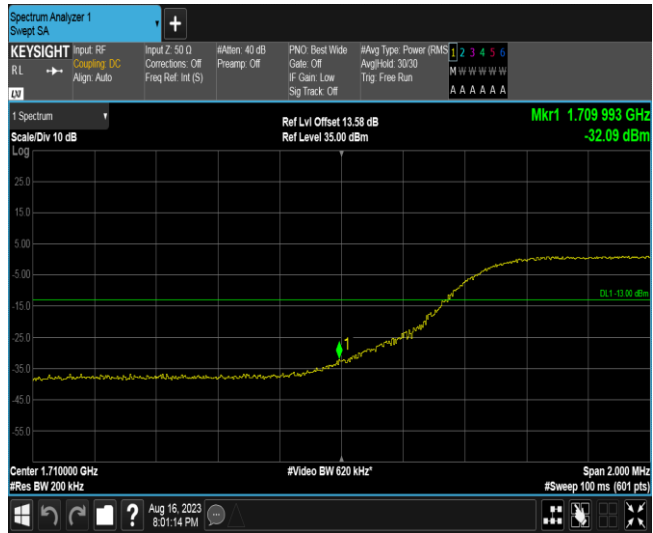 Spectrum Analyzer 1
Swept SA
+
KEYSIGHT
RL
LXI
Input: RF
Coupling: DC
Align: Auto
Input Z: 50 Ω
Corrections: Off
Freq Ref: Int (S)
#Atten: 40 dB
Preamp: Off
PNO: Best Wide
Gate: Off
IF Gain: Low
Sig Track: Off
#Avg Type: Power (RMS
Avg|Hold: 30/30
Trig: Free Run
1 2 3 4 5 6
M W W W W W
A A A A A A
1 Spectrum
Scale/Div 10 dB
Log
Ref Lvl Offset 13.58 dB
Ref Level 35.00 dBm
Mkr1 1.709 993 GHz
-32.09 dBm
25.0
15.0
5.00
-5.00
-15.0
-25.0
-35.0
-45.0
-55.0
DL1 -13.00 dBm
1
Center 1.710000 GHz
#Res BW 200 kHz
#Video BW 620 kHz*
Span 2.000 MHz
#Sweep 100 ms (601 pts)
?
Aug 16, 2023
8:01:14 PM